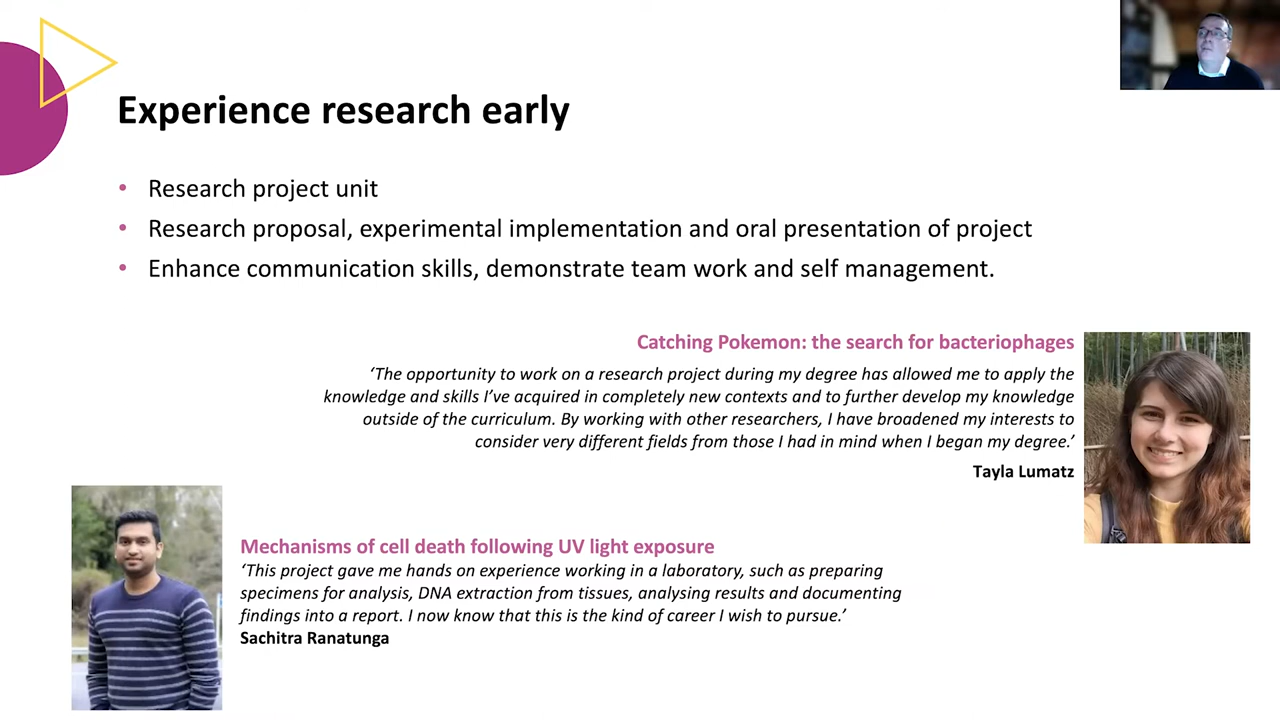 Experience research early
• Research project unit
• Research proposal, experimental implementation and oral presentation of project
• Enhance communication skills, demonstrate team work and self management.
Catching Pokemon: the search for bacteriophages
‘The opportunity to work on a research project during my degree has allowed me to apply the
knowledge and skills I’ve acquired in completely new contexts and to further develop my knowledge
outside of the curriculum. By working with other researchers, I have broadened my interests to
consider very different fields from those I had in mind when I began my degree.’
Tayla Lumatz
Mechanisms of cell death following UV light exposure
‘This project gave me hands on experience working in a laboratory, such as preparing
specimens for analysis, DNA extraction from tissues, analysing results and documenting
findings into a report. I now know that this is the kind of career I wish to pursue.’
Sachitra Ranatunga